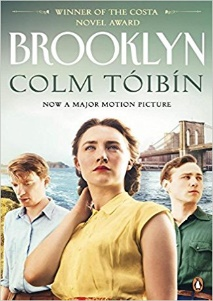 WINNER OF THE COSTA
NOVEL AWARD
BROOKLYN
COLM TÓIBÍN
NOW A MAJOR MOTION PICTURE